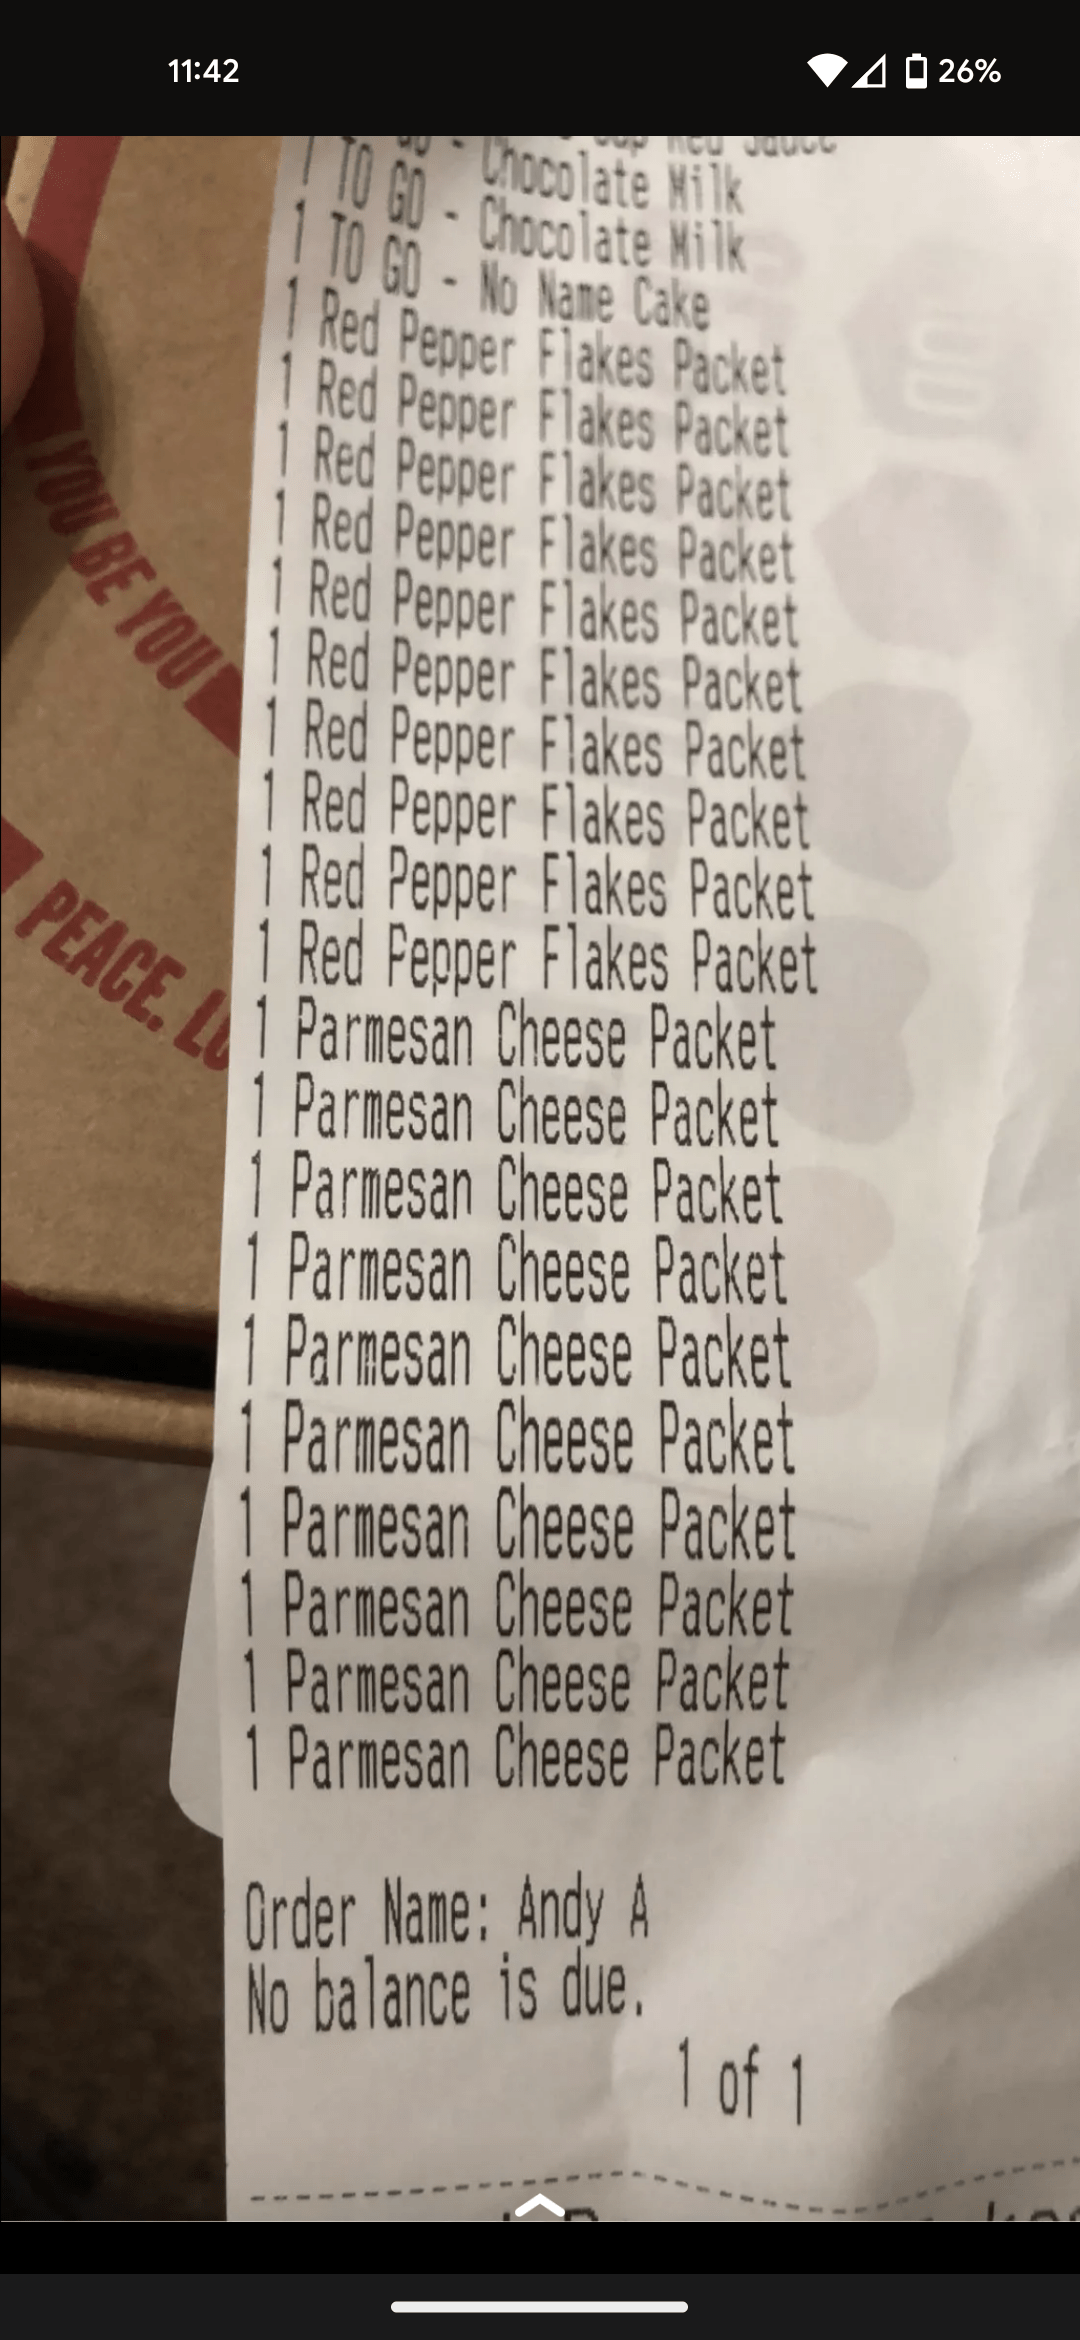 11:42
26%
Red Sauce
GO - Chocolate Milk
1 TO GO - Chocolate Milk
1 TO GO - No Name Cake
1 Red Pepper Flakes Packet
1 Red Pepper Flakes Packet
1 Red Pepper Flakes Packet
1 Red Pepper Flakes Packet
1 Red Pepper Flakes Packet
1 Red Pepper Flakes Packet
1 Red Pepper Flakes Packet
1 Red Pepper Flakes Packet
1 Red Pepper Flakes Packet
1 Red Pepper Flakes Packet
1 Parmesan Cheese Packet
1 Parmesan Cheese Packet
1 Parmesan Cheese Packet
1 Parmesan Cheese Packet
1 Parmesan Cheese Packet
1 Parmesan Cheese Packet
1 Parmesan Cheese Packet
1 Parmesan Cheese Packet
1 Parmesan Cheese Packet
1 Parmesan Cheese Packet
Order Name: Andy A
No balance is due.
1 of 1
YOU BE YOU
PEACE.